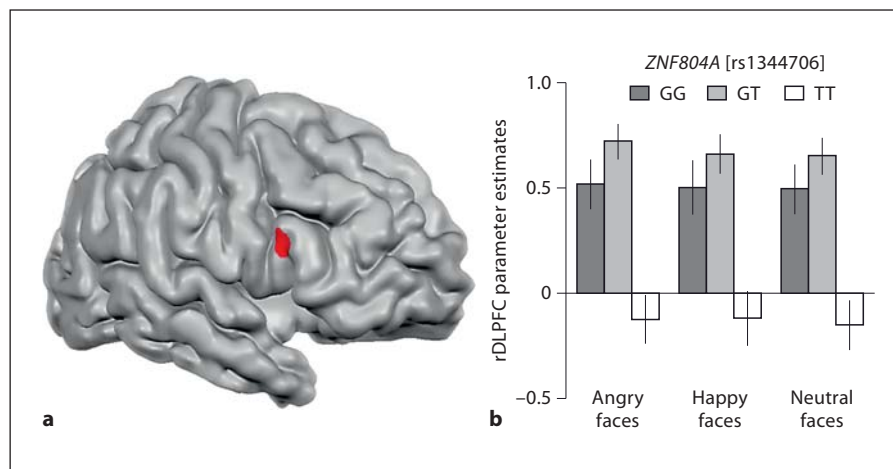 ZNF804A [rs1344706]
GG GT TT
1.0
0.5
0
–0.5
rDLPFC parameter estimates
Angry faces
Happy faces
Neutral faces
a
b